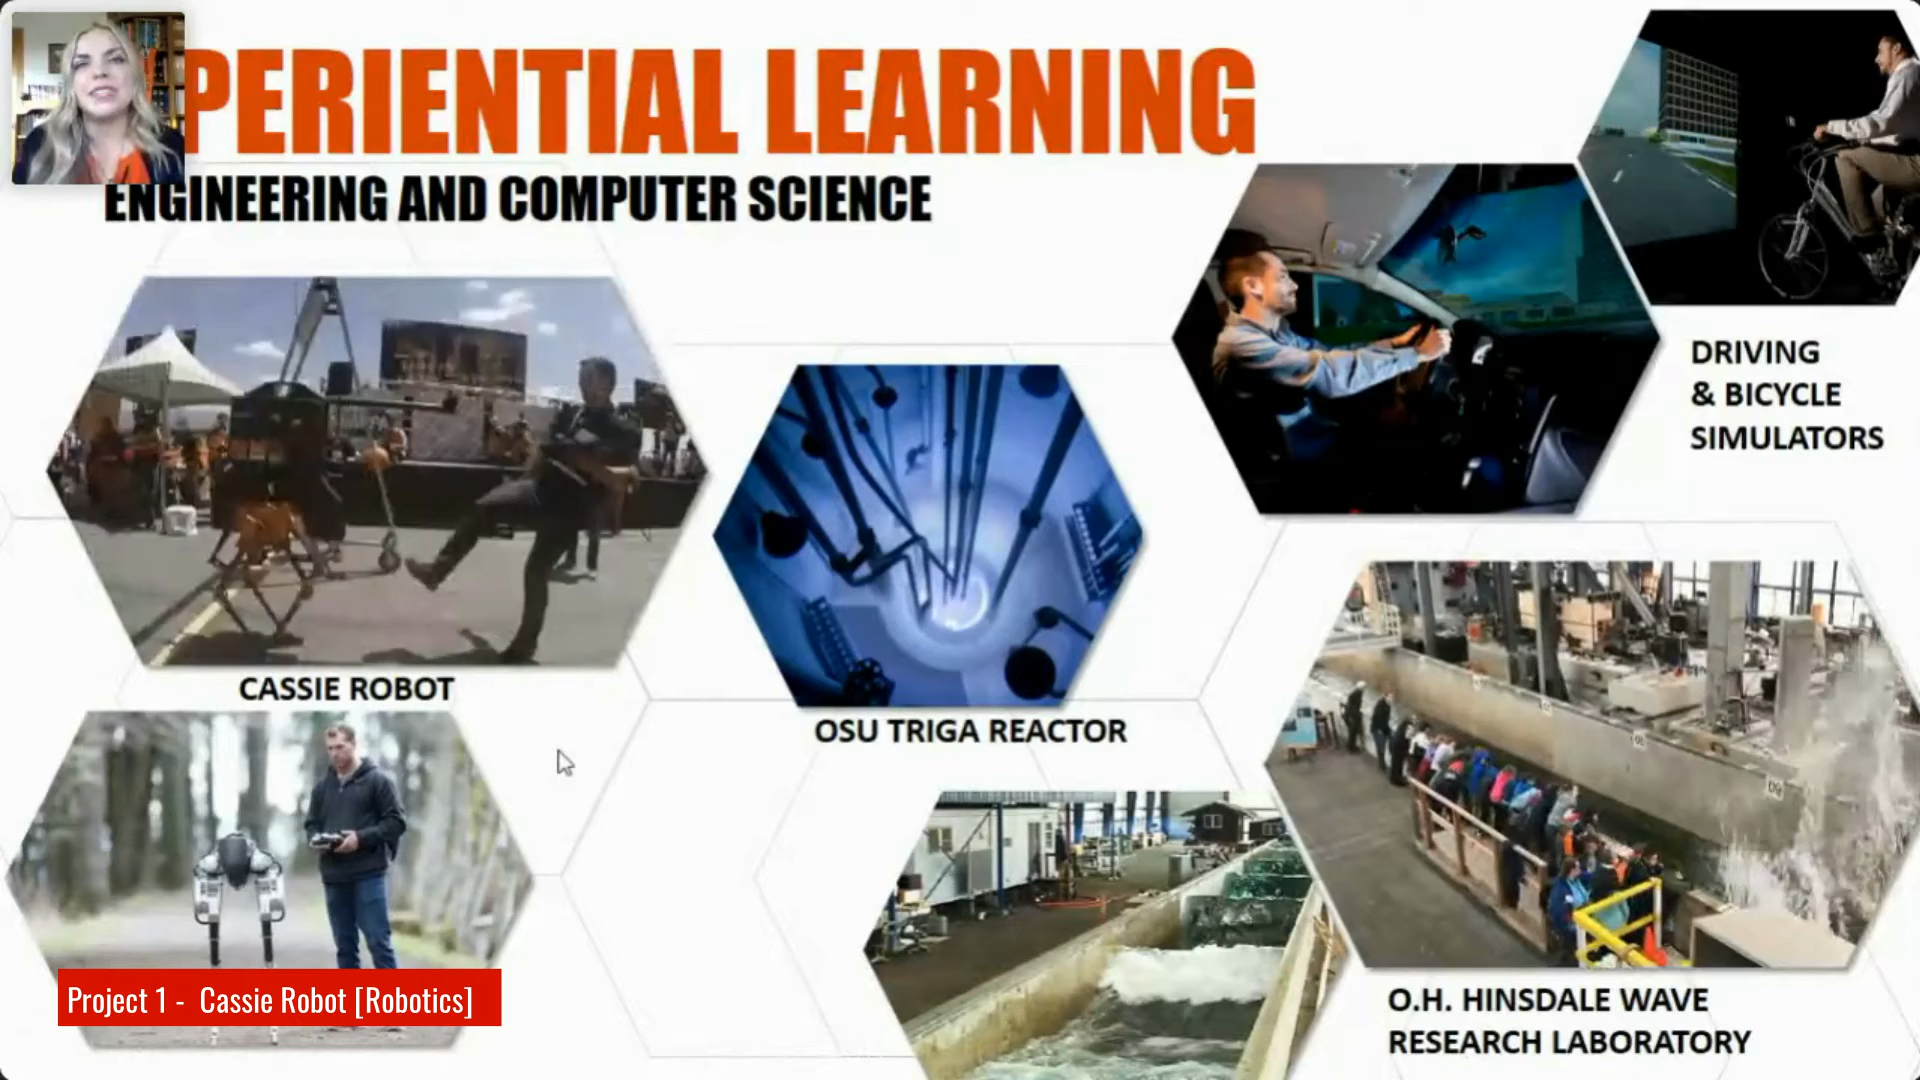 PERIENTIAL LEARNING
ENGINEERING AND COMPUTER SCIENCE
DRIVING
& BICYCLE
SIMULATORS
CASSIE ROBOT
OSU TRIGA REACTOR
Project 1 - Cassie Robot [Robotics]
O.H. HINSDALE WAVE
RESEARCH LABORATORY